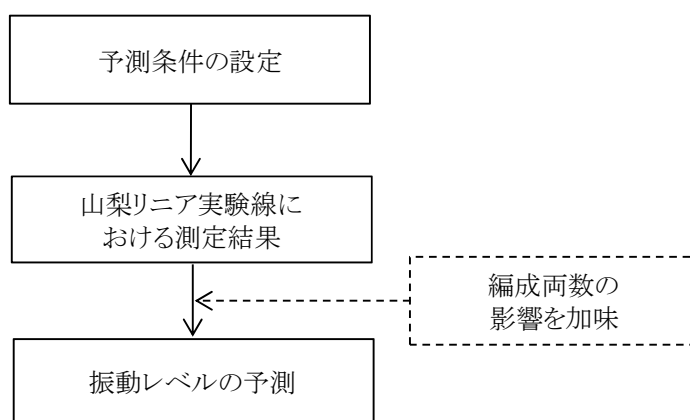 予測条件の設定
山梨リニア実験線に
おける測定結果
編成両数の
影響を加味
振動レベルの予測